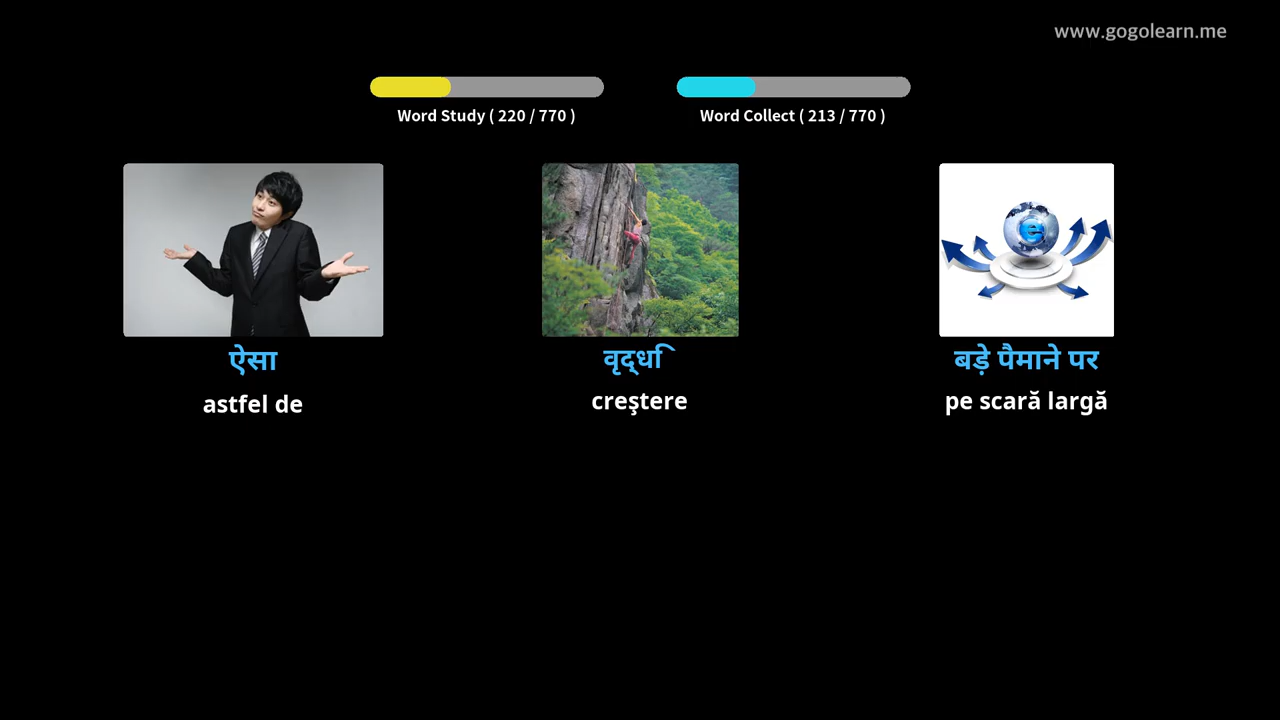 www.gogolearn.me
Word Study ( 220 / 770 )
Word Collect ( 213 / 770 )
ऐसा
वृद्धि
बड़े पैमाने पर
astfel de
creştere
pe scară largă